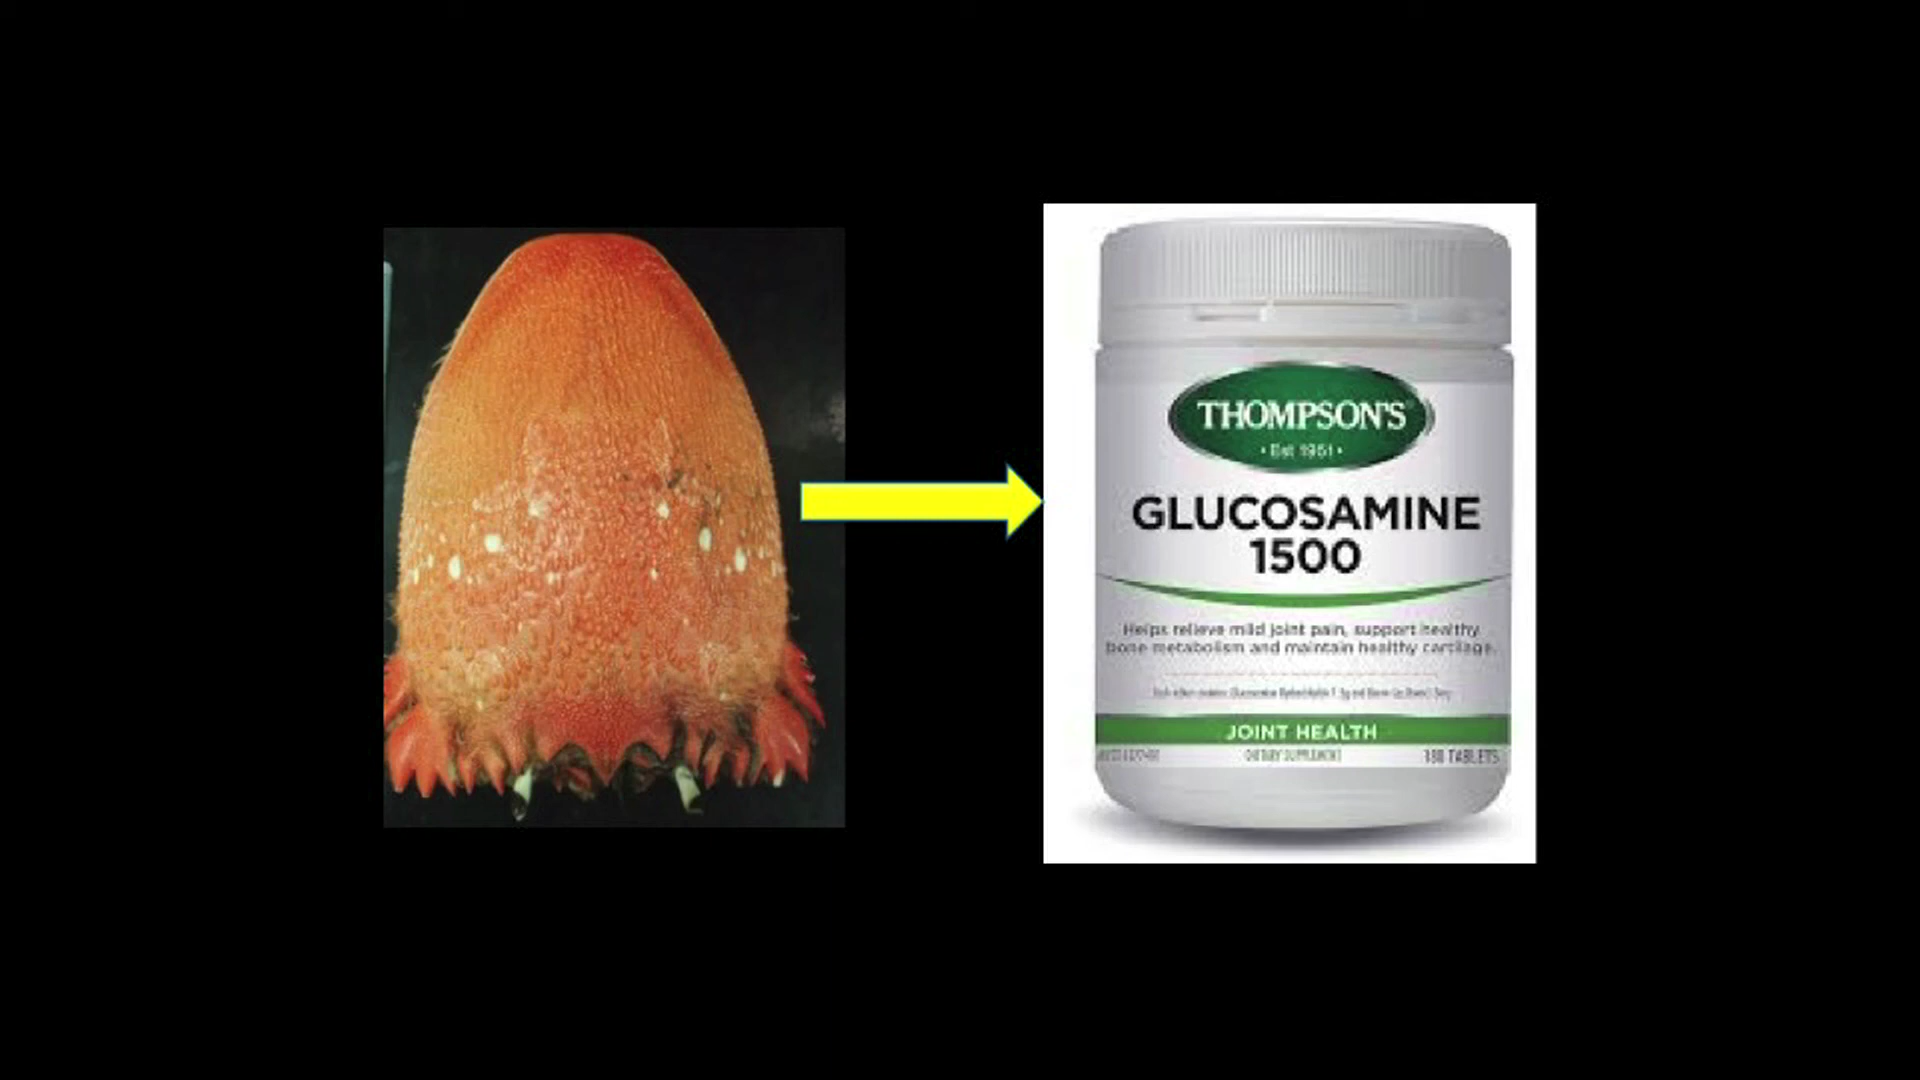 THOMPSON'S
• Est 1951 •
GLUCOSAMINE
1500
Helps relieve mild joint pain, support healthy
bone metabolism and maintain healthy cartilage.
JOINT HEALTH
DIETARY SUPPLEMENT
180 TABLETS